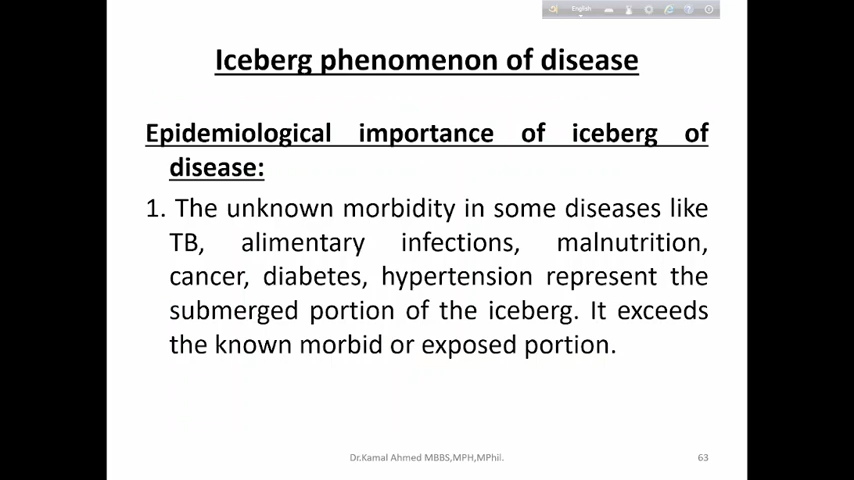 English
Iceberg phenomenon of disease
Epidemiological importance of iceberg of
disease:
1. The unknown morbidity in some diseases like
TB, alimentary infections, malnutrition,
cancer, diabetes, hypertension represent the
submerged portion of the iceberg. It exceeds
the known morbid or exposed portion.
Dr.Kamal Ahmed MBBS,MPH,MPhil.
63